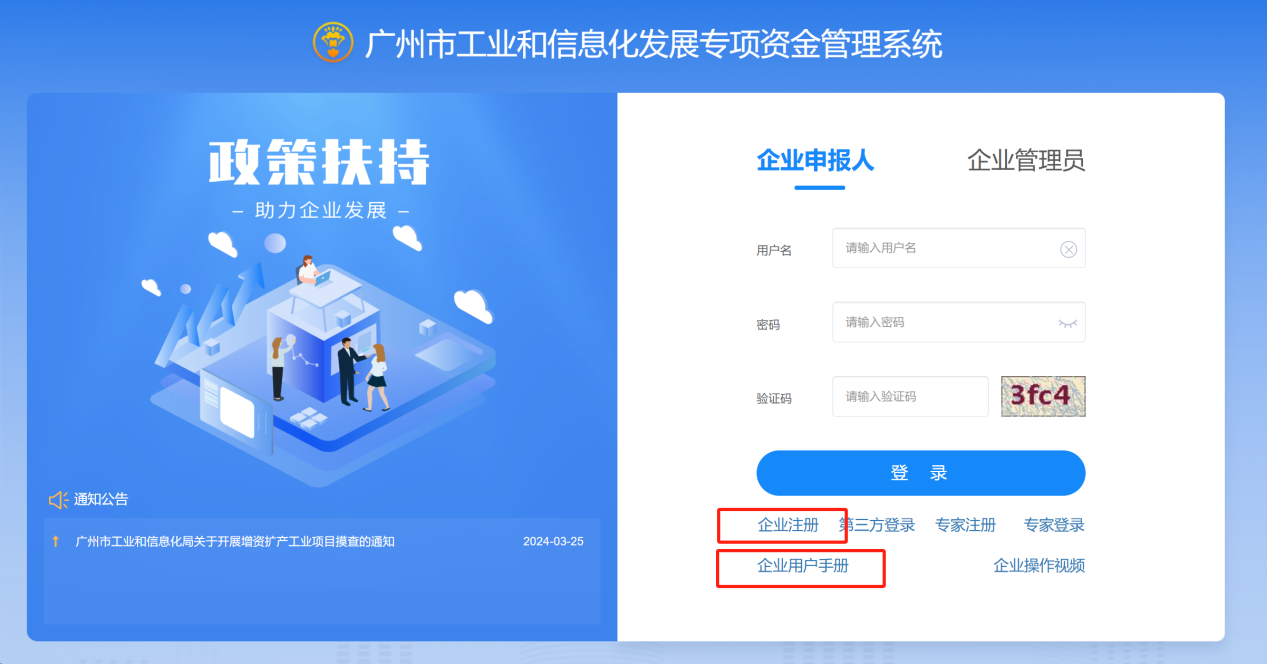 广州市工业和信息化发展专项资金管理系统
政策扶持
– 助力企业发展 –
通知公告
广州市工业和信息化局关于开展增资扩产工业项目摸查的通知 2024-03-25
企业申报人 企业管理员
用户名 请输入用户名
密码 请输入密码
验证码 请输入验证码 3fc4
登 录
企业注册 第三方登录 专家注册 专家登录
企业用户手册 企业操作视频